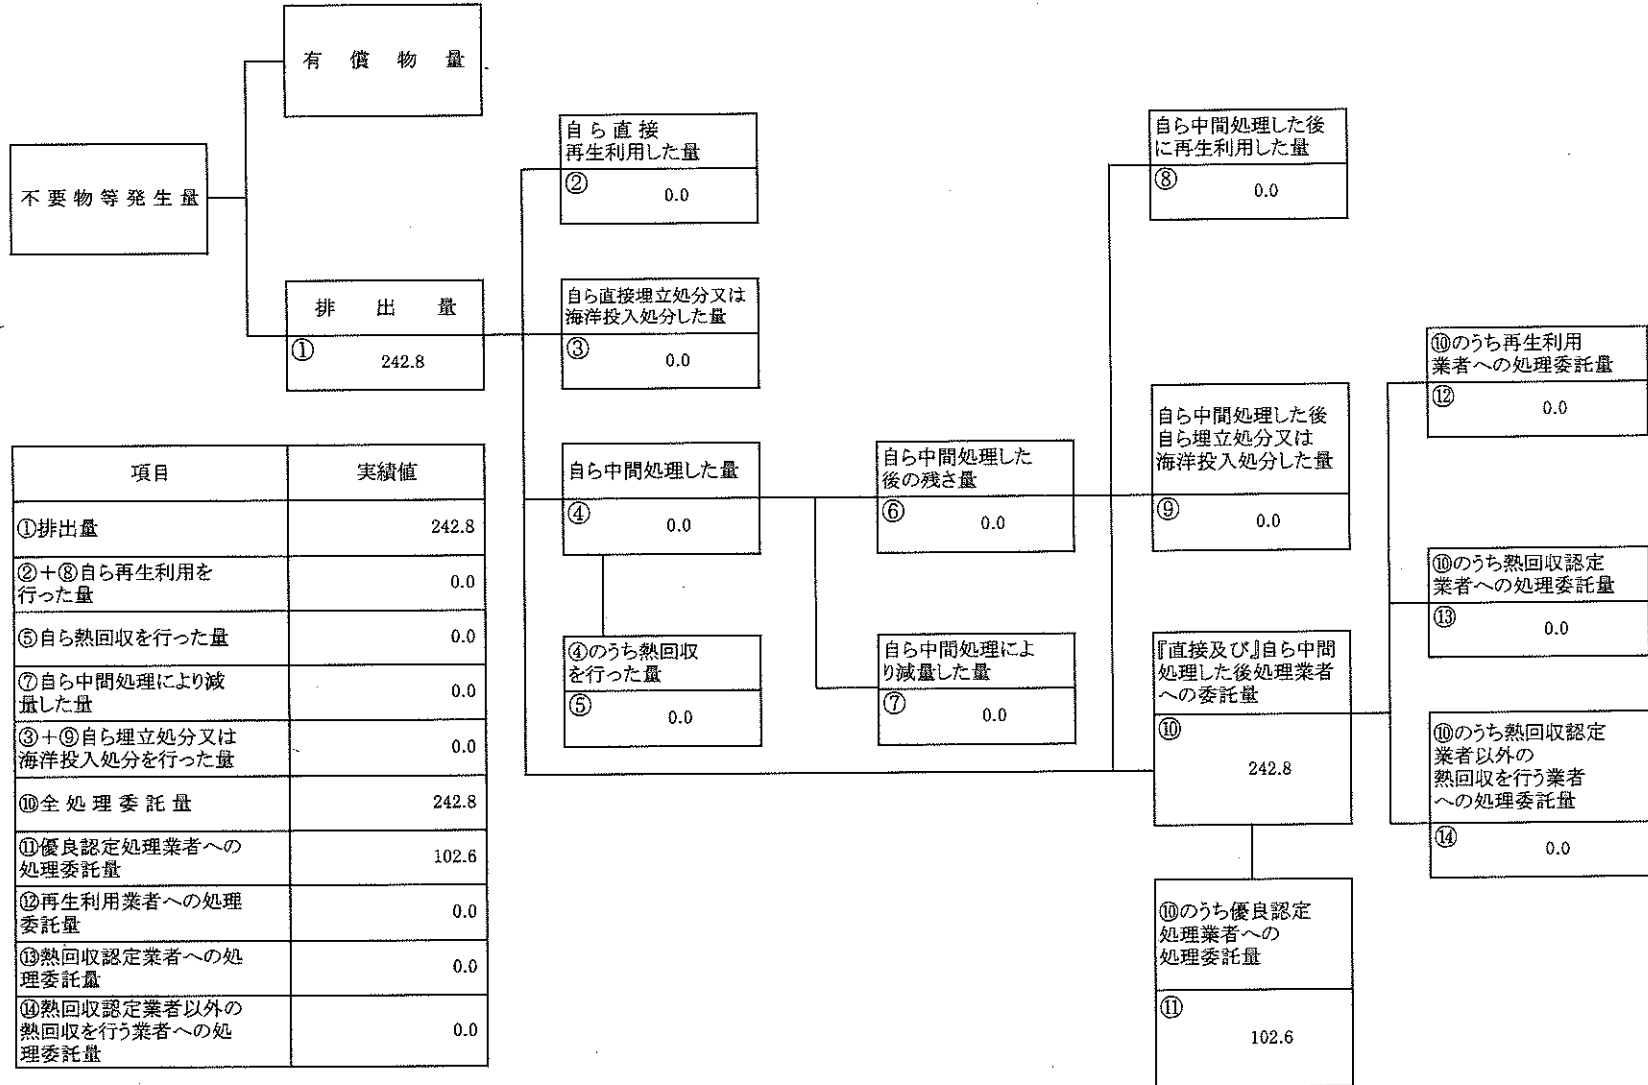 有償物量
不要物等発生量
排出量
①
242.8
自ら直接
再生利用した量
②
0.0
自ら直接埋立処分又は
海洋投入処分した量
③
0.0
自ら中間処理した量
④
0.0
④のうち熱回収
を行った量
⑤
0.0
自ら中間処理した
後の残さ量
⑥
0.0
自ら中間処理によ
り減量した量
⑦
0.0
自ら中間処理した後
に再生利用した量
⑧
0.0
自ら中間処理した後
自ら埋立処分又は
海洋投入処分した量
⑨
0.0
『直接及び』自ら中間
処理した後処理業者
への委託量
⑩
242.8
⑩のうち優良認定
処理業者への
処理委託量
⑪
102.6
⑩のうち再生利用
業者への処理委託量
⑫
0.0
⑩のうち熱回収認定
業者への処理委託量
⑬
0.0
⑩のうち熱回収認定
業者以外の
熱回収を行う業者
への処理委託量
⑭
0.0
項目 実績値
①排出量 242.8
②+⑧自ら再生利用を
行った量 0.0
⑤自ら熱回収を行った量 0.0
⑦自ら中間処理により減
量した量 0.0
③+⑨自ら埋立処分又は
海洋投入処分を行った量 0.0
⑩全処理委託量 242.8
⑪優良認定処理業者への
処理委託量 102.6
⑫再生利用業者への処理
委託量 0.0
⑬熱回収認定業者への処
理委託量 0.0
⑭熱回収認定業者以外の
熱回収を行う業者への処
理委託量 0.0